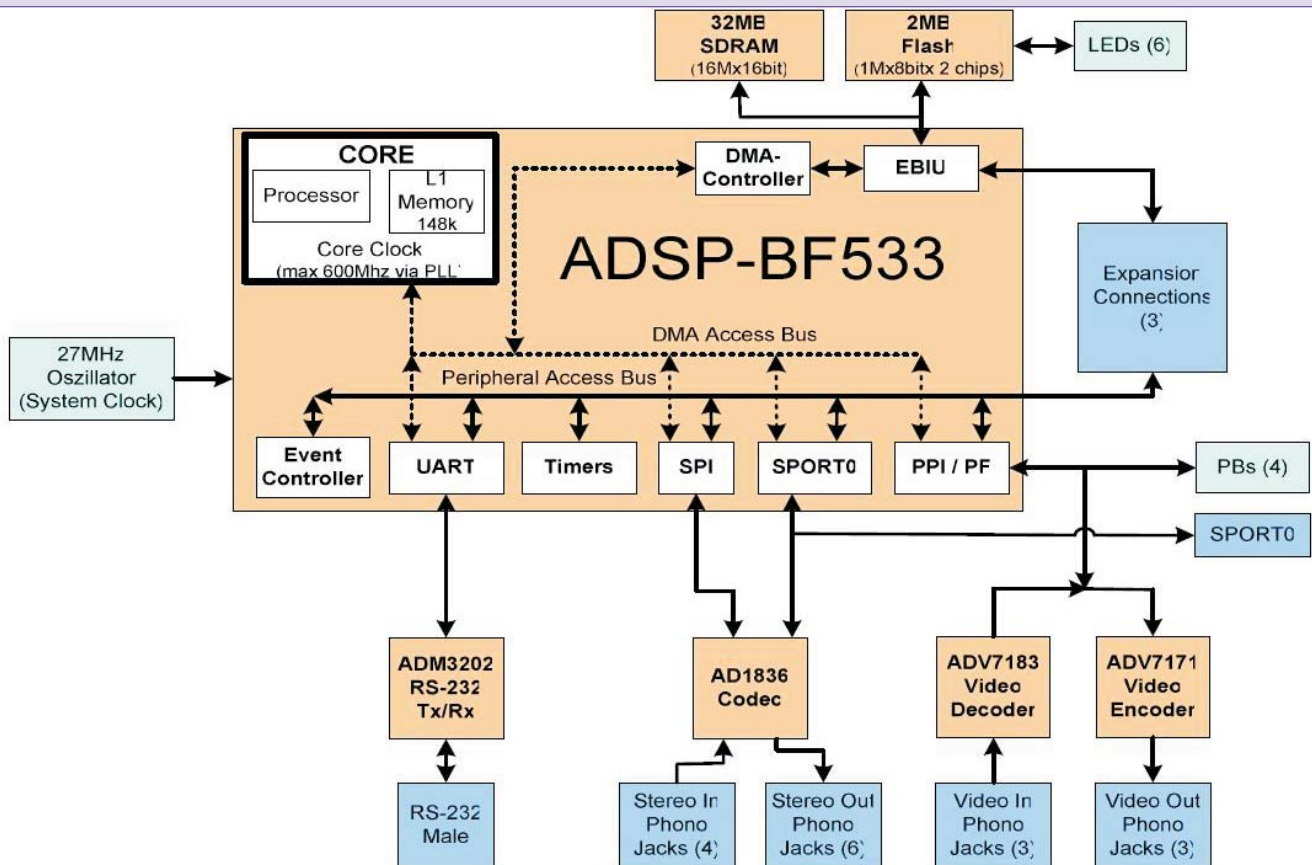 32MB
SDRAM
(16Mx16bit)
2MB
Flash
(1Mx8bitx 2 chips)
LEDs (6)
CORE
Processor
L1
Memory
148k
Core Clock
(max 600Mhz via PLL)
DMA-
Controller
EBIU
ADSP-BF533
Expansion
Connections
(3)
27MHz
Oszillator
(System Clock)
DMA Access Bus
Peripheral Access Bus
Event
Controller
UART
Timers
SPI
SPORT0
PPI / PF
PBs (4)
SPORT0
ADM3202
RS-232
Tx/Rx
AD1836
Codec
ADV7183
Video
Decoder
ADV7171
Video
Encoder
RS-232
Male
Stereo In
Phono
Jacks (4)
Stereo Out
Phono
Jacks (6)
Video In
Phono
Jacks (3)
Video Out
Phono
Jacks (3)